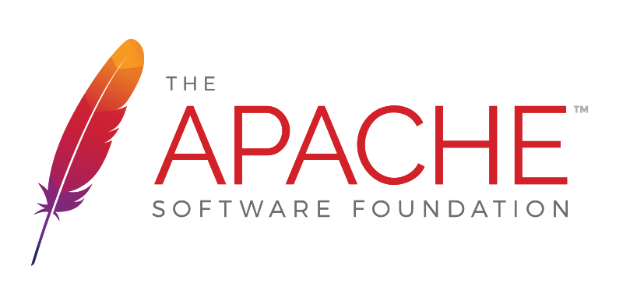 THE
APACHE™
SOFTWARE FOUNDATION